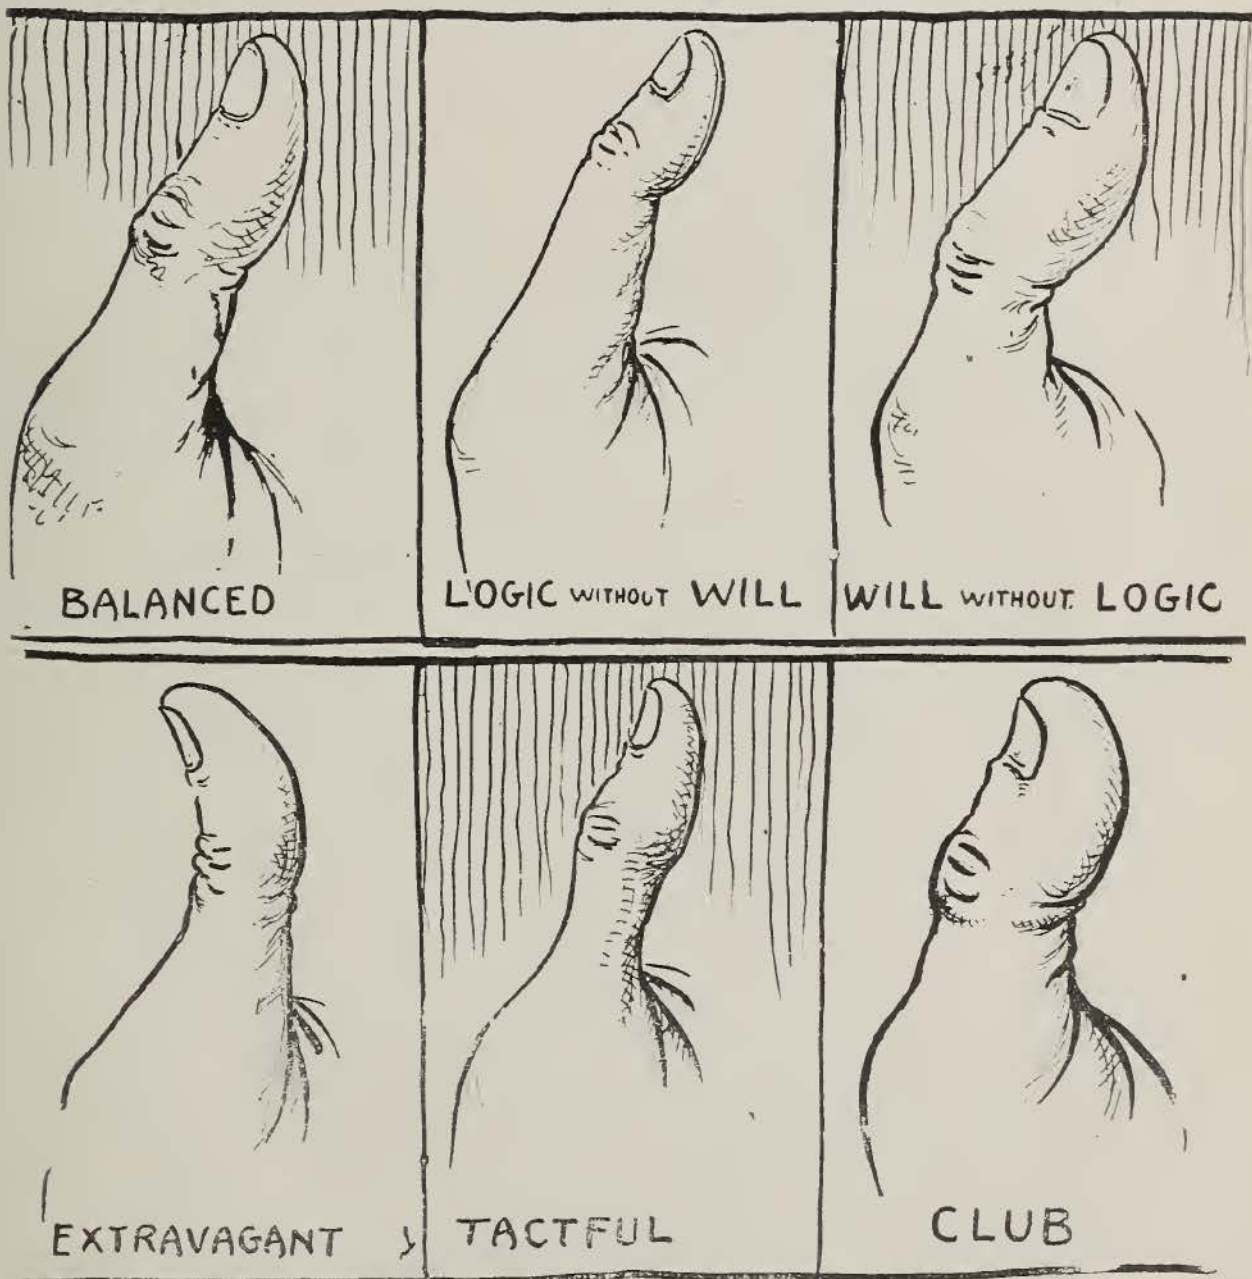 BALANCED
LOGIC WITHOUT WILL
WILL WITHOUT LOGIC
EXTRAVAGANT
TACTFUL
CLUB